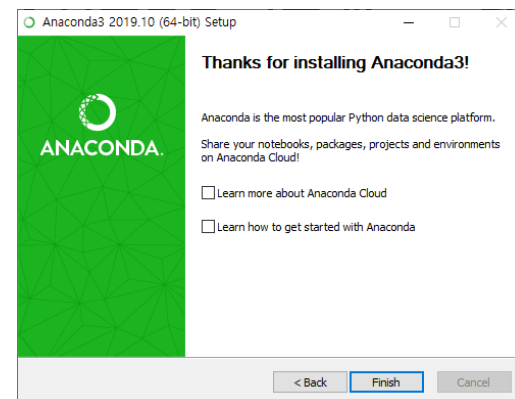 Anaconda3 2019.10 (64-bit) Setup
Thanks for installing Anaconda3!
ANACONDA.
Anaconda is the most popular Python data science platform.
Share your notebooks, packages, projects and environments
on Anaconda Cloud!
Learn more about Anaconda Cloud
Learn how to get started with Anaconda
< Back Finish Cancel